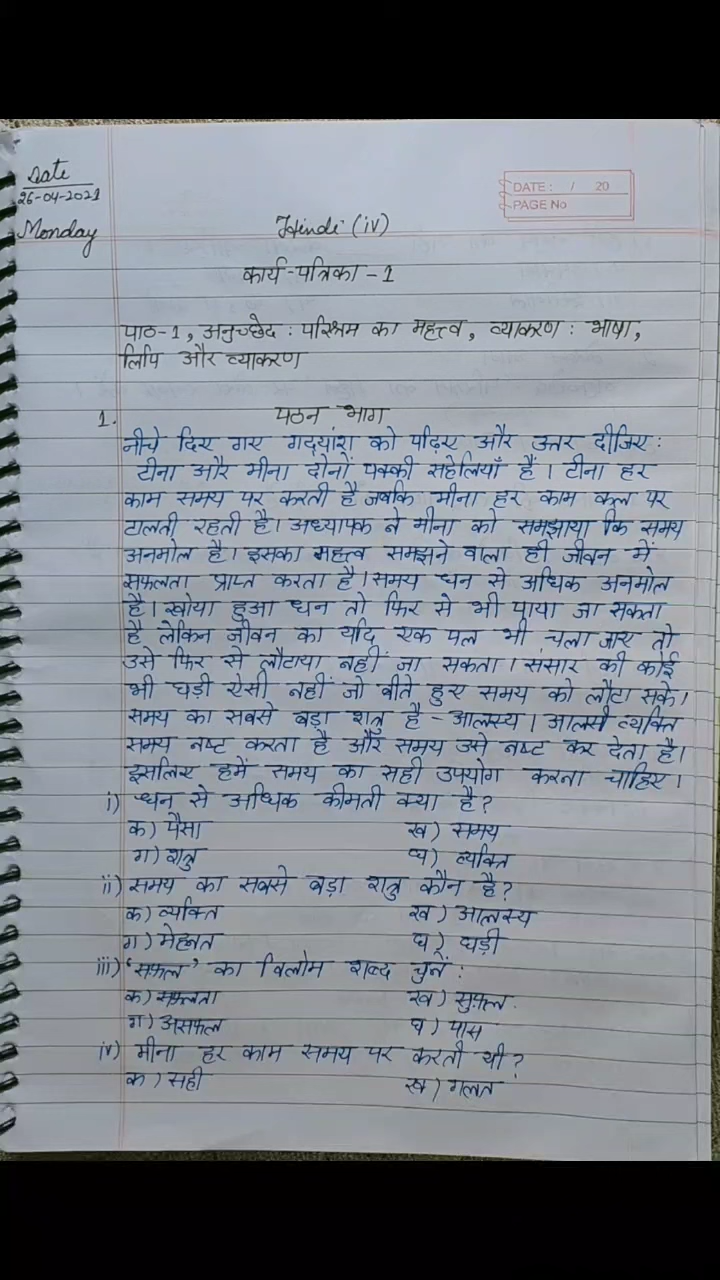 Date
26-04-2021
Monday
DATE: / 20
PAGE No
Hindi (iv)
कार्य-पत्रिका - 1
पाठ-1, अनुच्छेद : परिश्रम का महत्त्व, व्याकरण : भाषा,
लिपि और व्याकरण
1. पठन भाग
नीचे दिए गए गद्यांश को पढ़िए और उत्तर दीजिए :
टीना और मीना दोनों पक्की सहेलियाँ हैं। टीना हर
काम समय पर करती है जबकि मीना हर काम कल पर
टालती रहती है। अध्यापक ने मीना को समझाया कि समय
अनमोल है। इसका महत्त्व समझने वाला ही जीवन में
सफलता प्राप्त करता है। समय धन से अधिक अनमोल
है। खोया हुआ धन तो फिर से भी पाया जा सकता
है लेकिन जीवन का यदि एक पल भी चला जाए तो
उसे फिर से लौटाया नहीं जा सकता। संसार की कोई
भी घड़ी ऐसी नहीं जो बीते हुए समय को लौटा सके।
समय का सबसे बड़ा शत्रु है - आलस्य। आलसी व्यक्ति
समय नष्ट करता है और समय उसे नष्ट कर देता है।
इसलिए हमें समय का सही उपयोग करना चाहिए।
i) धन से अधिक कीमती क्या है?
क) पैसा ख) समय
ग) शत्रु घ) व्यक्ति
ii) समय का सबसे बड़ा शत्रु कौन है?
क) व्यक्ति ख) आलस्य
ग) मेहनत घ) घड़ी
iii) 'सफल' का विलोम शब्द चुनें :
क) सफलता ख) सुफल
ग) असफल घ) पास
iv) मीना हर काम समय पर करती थी?
क) सही ख) गलत